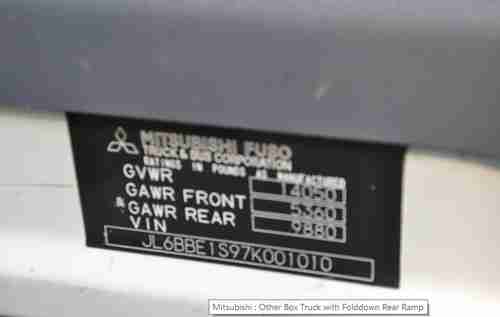 MITSUBISHI FUSO
TRUCK & BUS CORPORATION
RATINGS IN POUNDS AS MANUFACTURED
GVWR 14050
GAWR FRONT 5360
& GAWR REAR 9880
VIN
JL6BBE1S97K001010
Mitsubishi : Other Box Truck with Folddown Rear Ramp